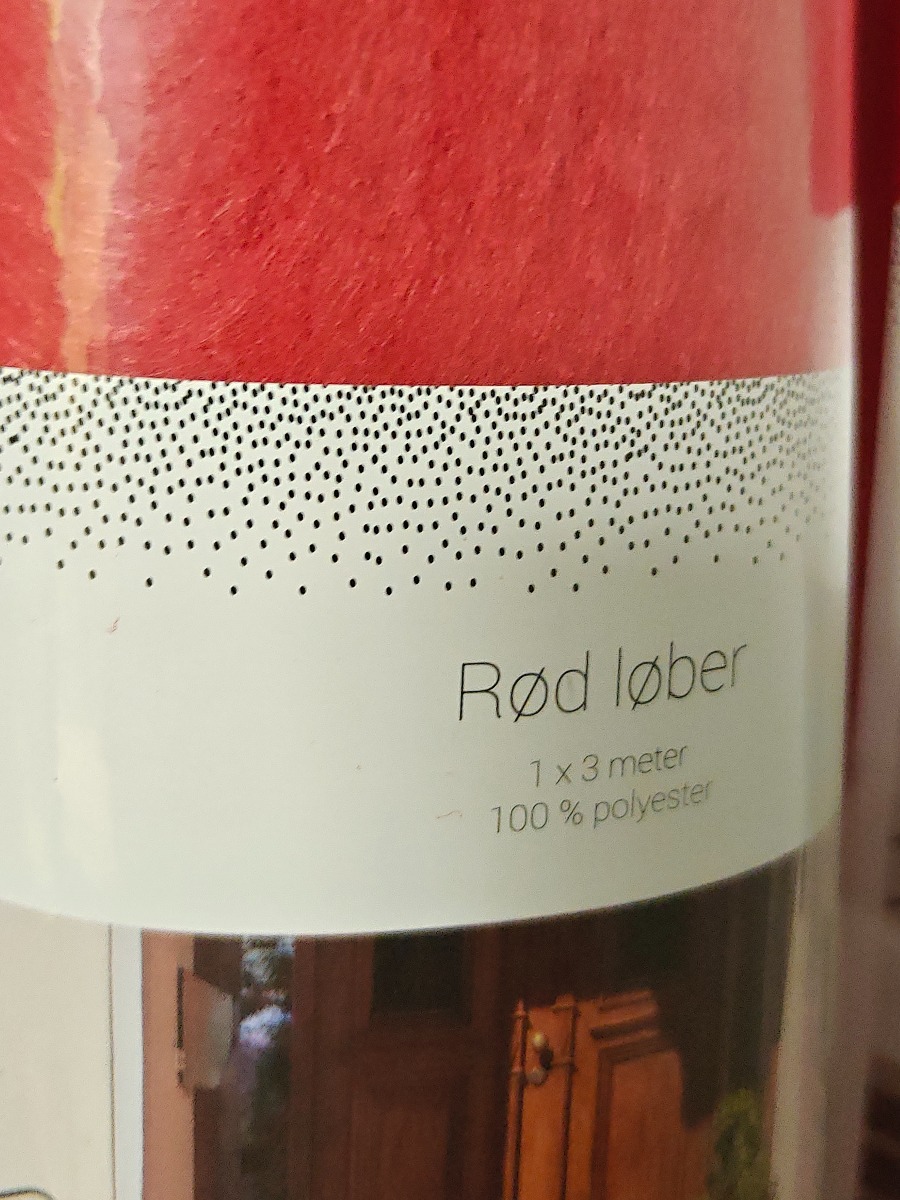 Rød løber
1 x 3 meter
100 % polyester